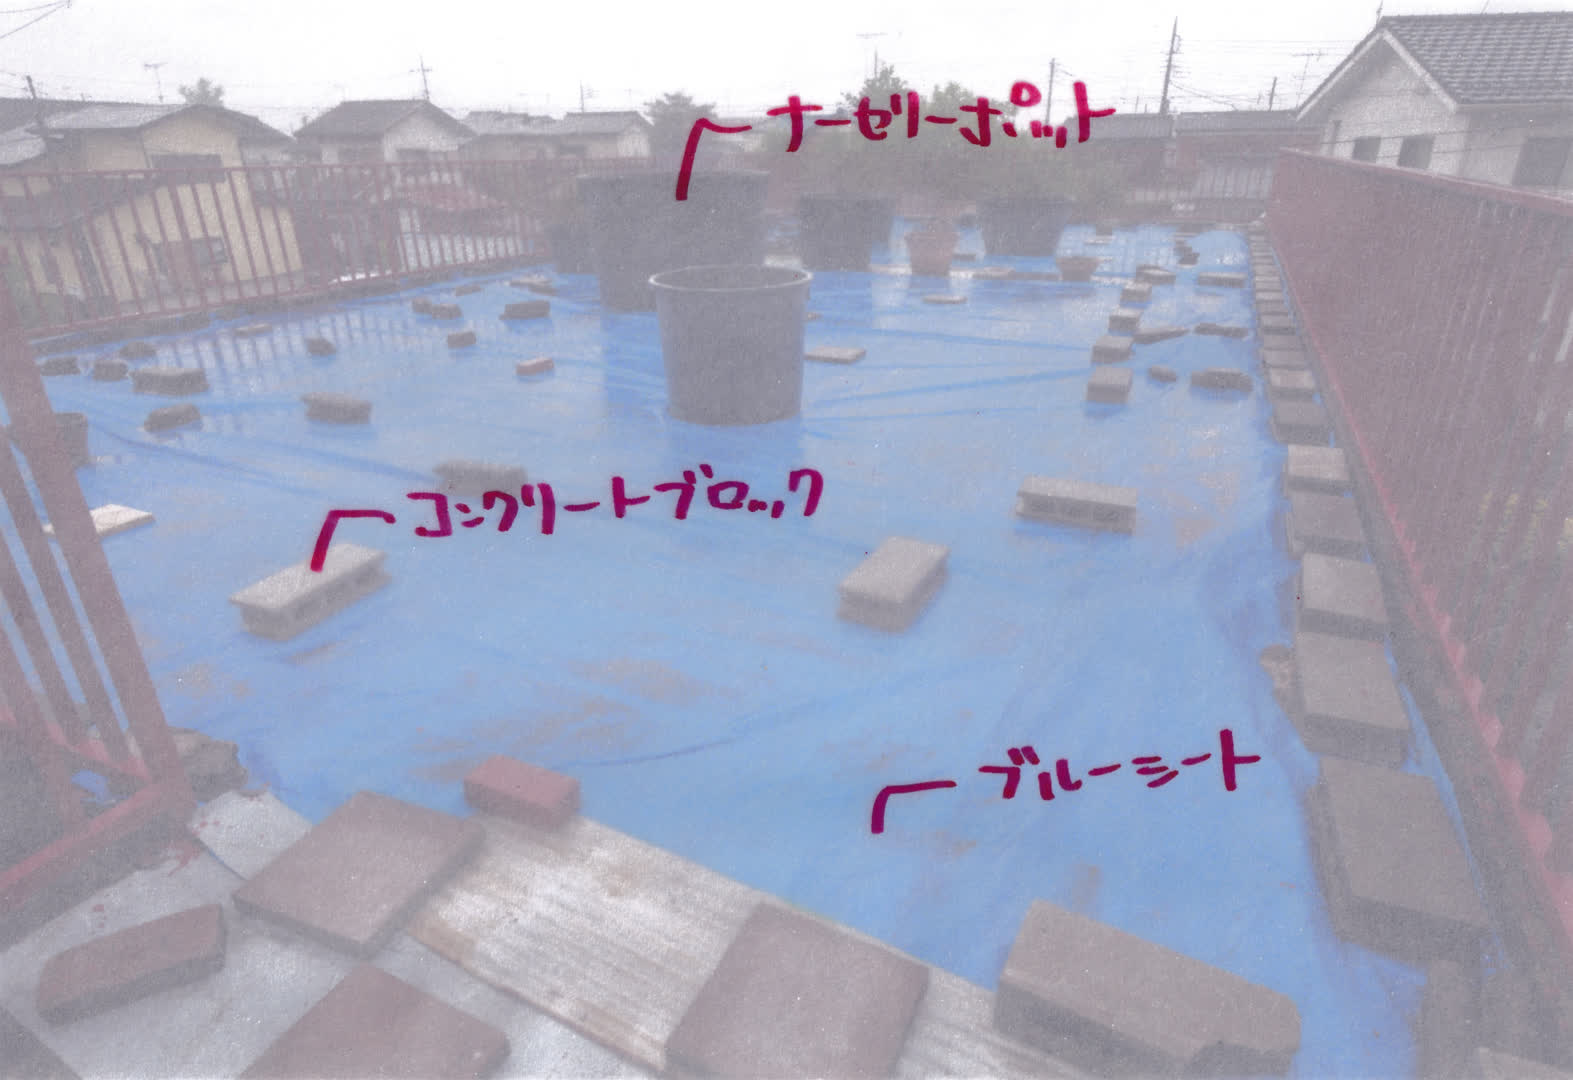 ナーゼリーポット
コンクリートブロック
ブルーシート